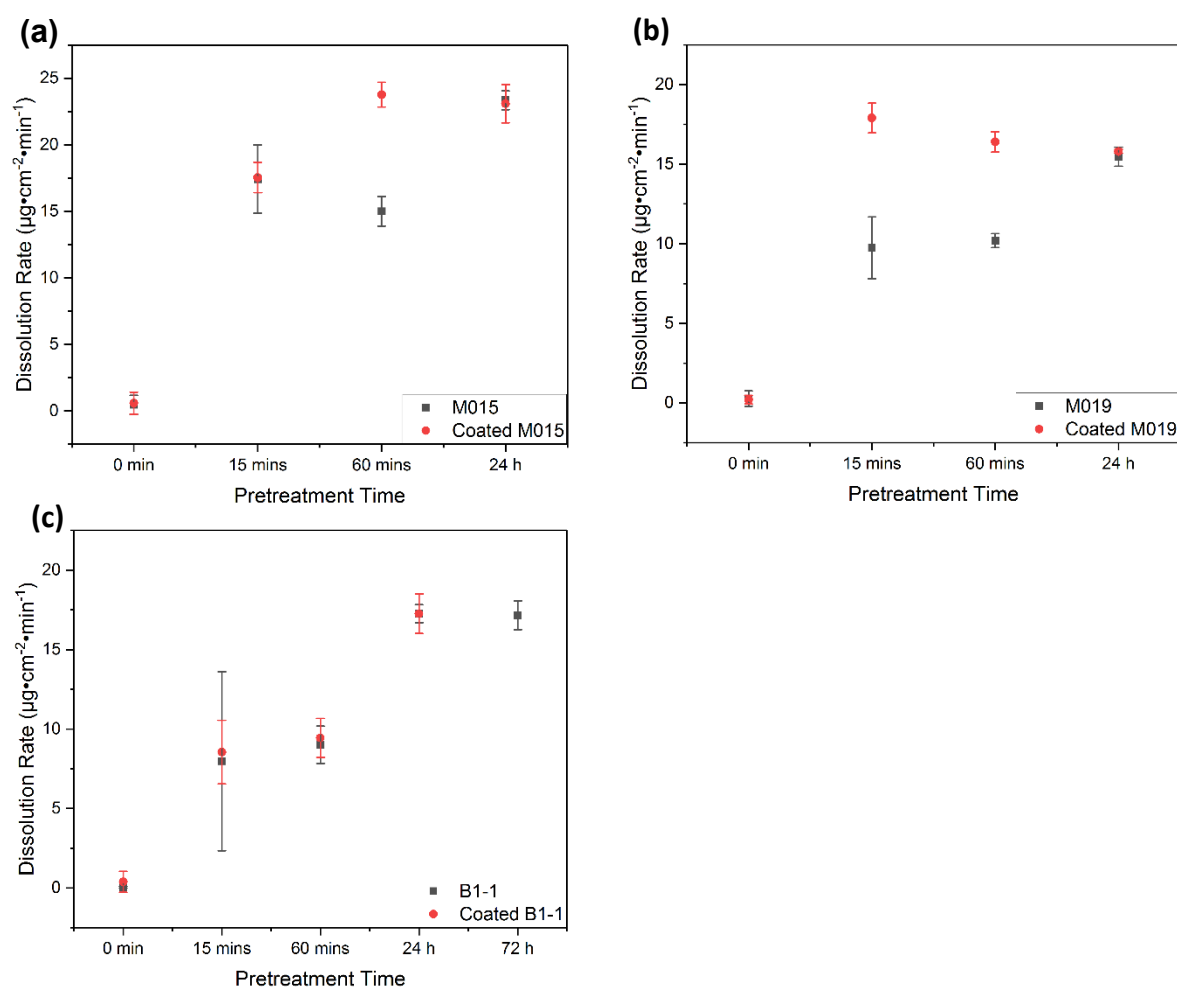 (a)
Dissolution Rate (µg•cm⁻²•min⁻¹)
25
20
15
10
5
0
M015
Coated M015
0 min 15 mins 60 mins 24 h
Pretreatment Time
(b)
Dissolution Rate (µg•cm⁻²•min⁻¹)
20
15
10
5
0
M019
Coated M019
0 min 15 mins 60 mins 24 h
Pretreatment Time
(c)
Dissolution Rate (µg•cm⁻²•min⁻¹)
20
15
10
5
0
B1-1
Coated B1-1
0 min 15 mins 60 mins 24 h 72 h
Pretreatment Time